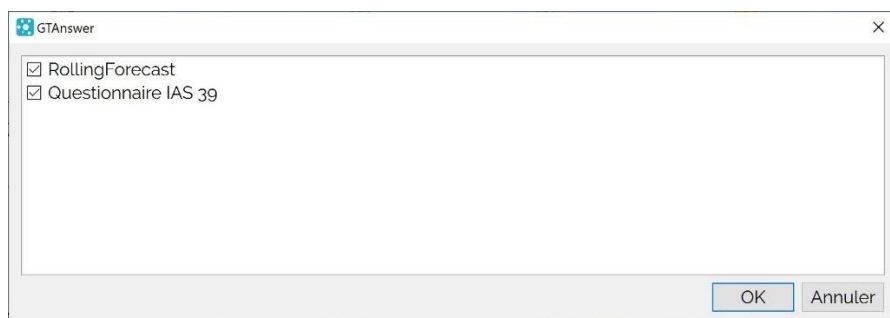 GTAnswer
RollingForecast
Questionnaire IAS 39
OK Annuler